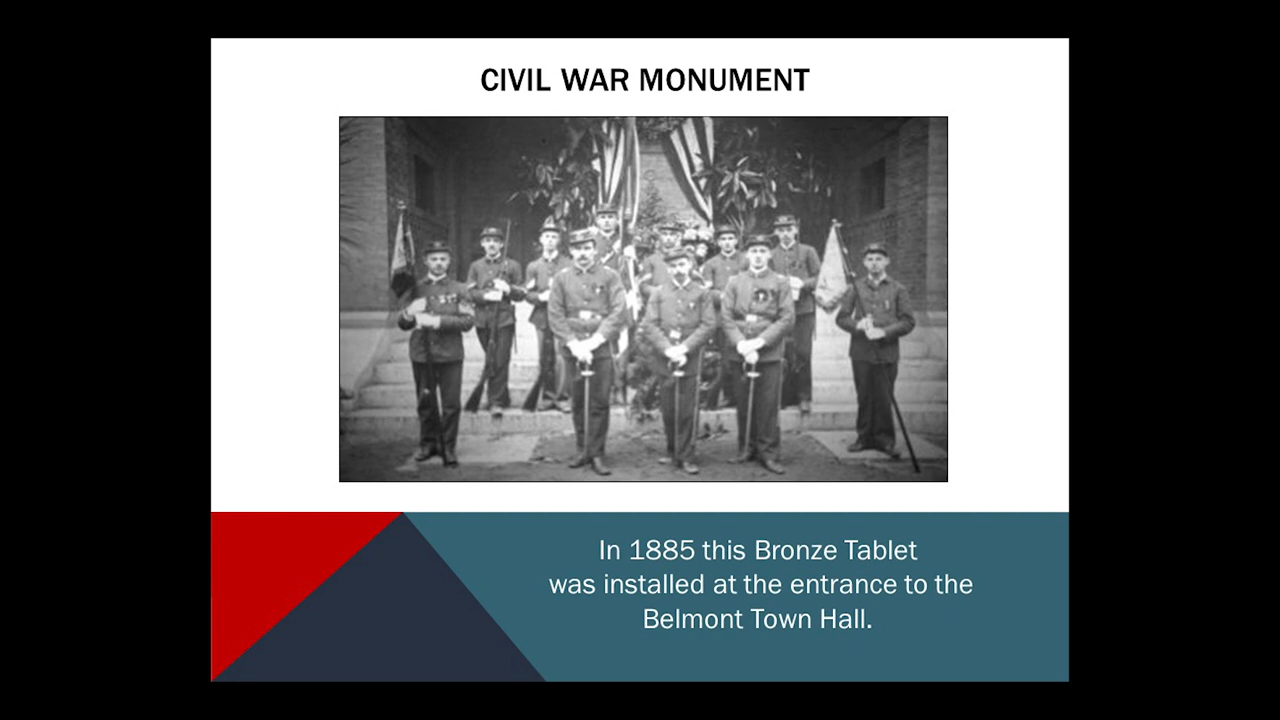 CIVIL WAR MONUMENT
In 1885 this Bronze Tablet
was installed at the entrance to the
Belmont Town Hall.